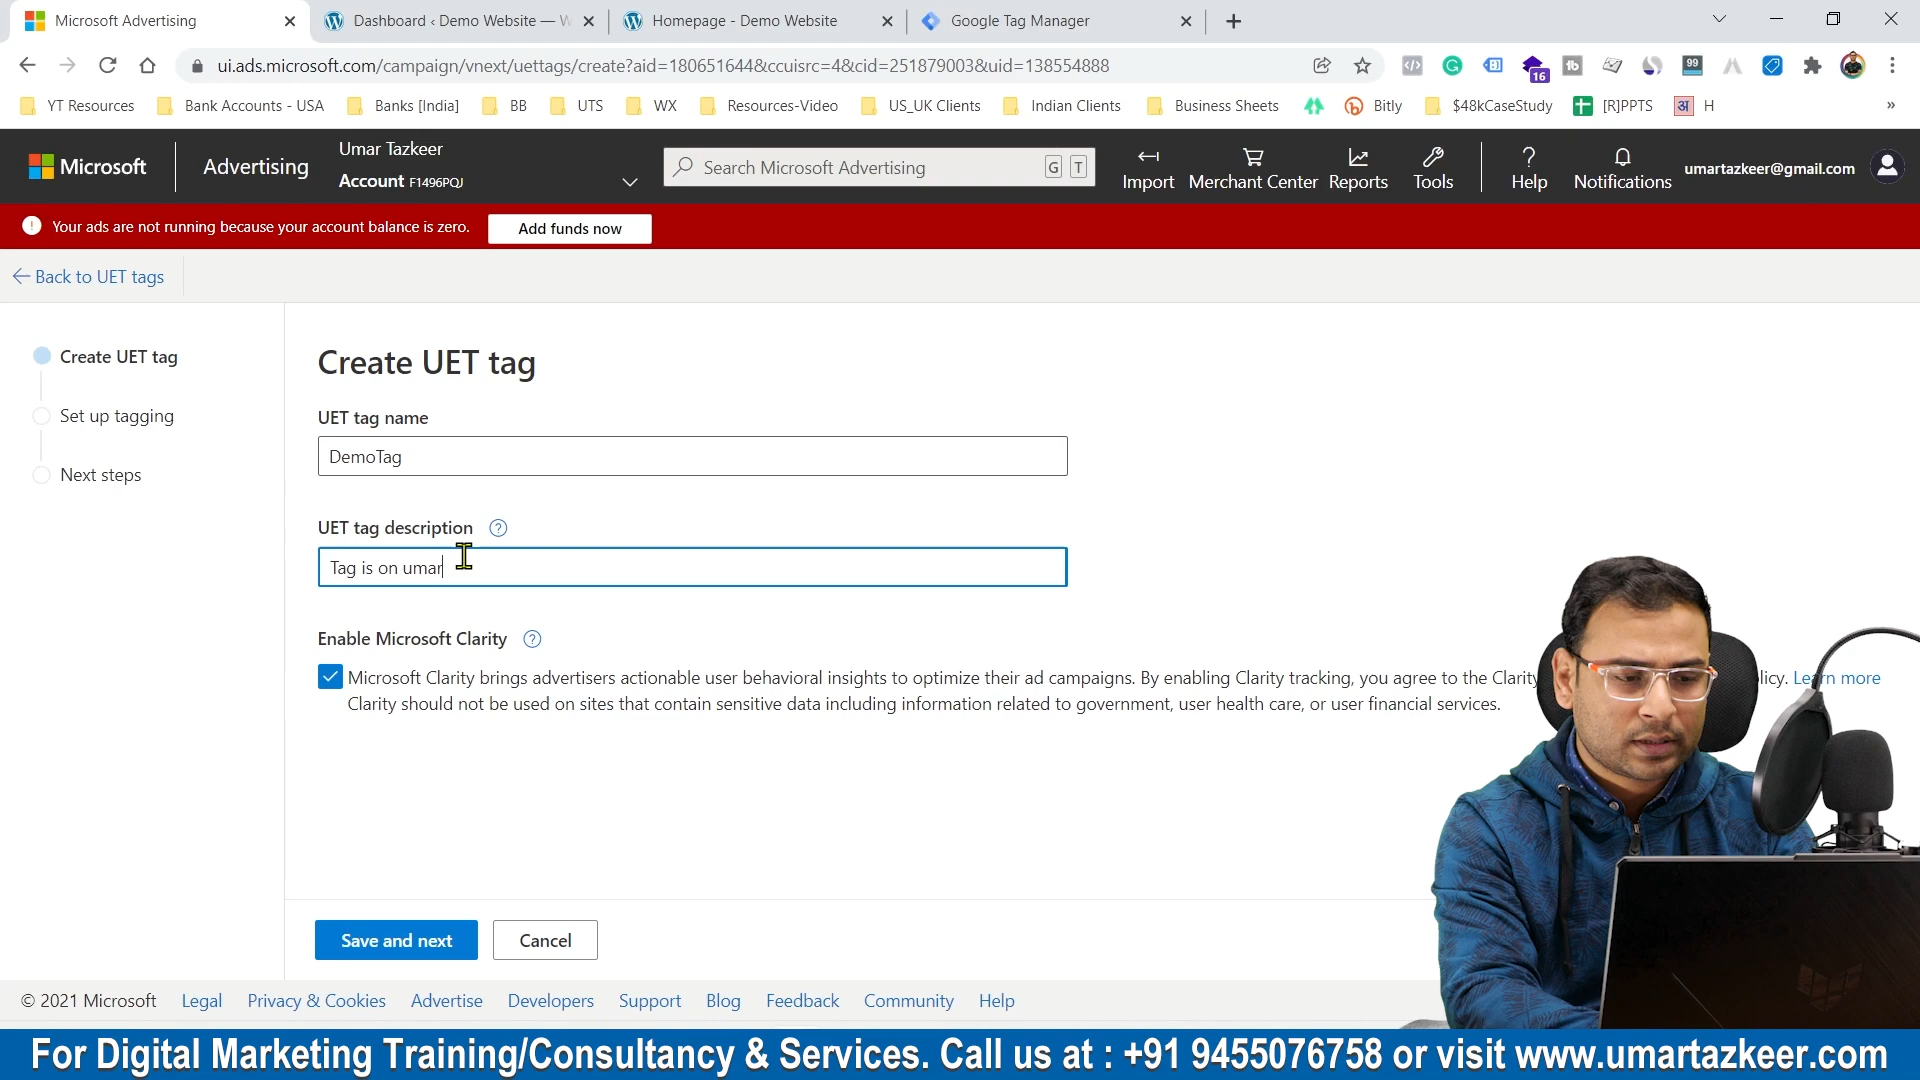 Microsoft Advertising
Dashboard ‹ Demo Website — W
Homepage - Demo Website
Google Tag Manager
ui.ads.microsoft.com/campaign/vnext/uettags/create?aid=180651644&ccuisrc=4&cid=251879003&uid=138554888
16
99
YT Resources
Bank Accounts - USA
Banks [India]
BB
UTS
WX
Resources-Video
US_UK Clients
Indian Clients
Business Sheets
Bitly
$48kCaseStudy
[R]PPTS
अ
H
»
Microsoft
Advertising
Umar Tazkeer
Account F1496PQJ
Search Microsoft Advertising
G T
Import
Merchant Center
Reports
Tools
Help
Notifications
umartazkeer@gmail.com
Your ads are not running because your account balance is zero.
Add funds now
Back to UET tags
Create UET tag
Set up tagging
Next steps
Create UET tag
UET tag name
DemoTag
UET tag description
Tag is on umar
Enable Microsoft Clarity
Microsoft Clarity brings advertisers actionable user behavioral insights to optimize their ad campaigns. By enabling Clarity tracking, you agree to the Clarity licy. Learn more
Clarity should not be used on sites that contain sensitive data including information related to government, user health care, or user financial services.
Save and next
Cancel
© 2021 Microsoft
Legal
Privacy & Cookies
Advertise
Developers
Support
Blog
Feedback
Community
Help
For Digital Marketing Training/Consultancy & Services. Call us at : +91 9455076758 or visit www.umartazkeer.com